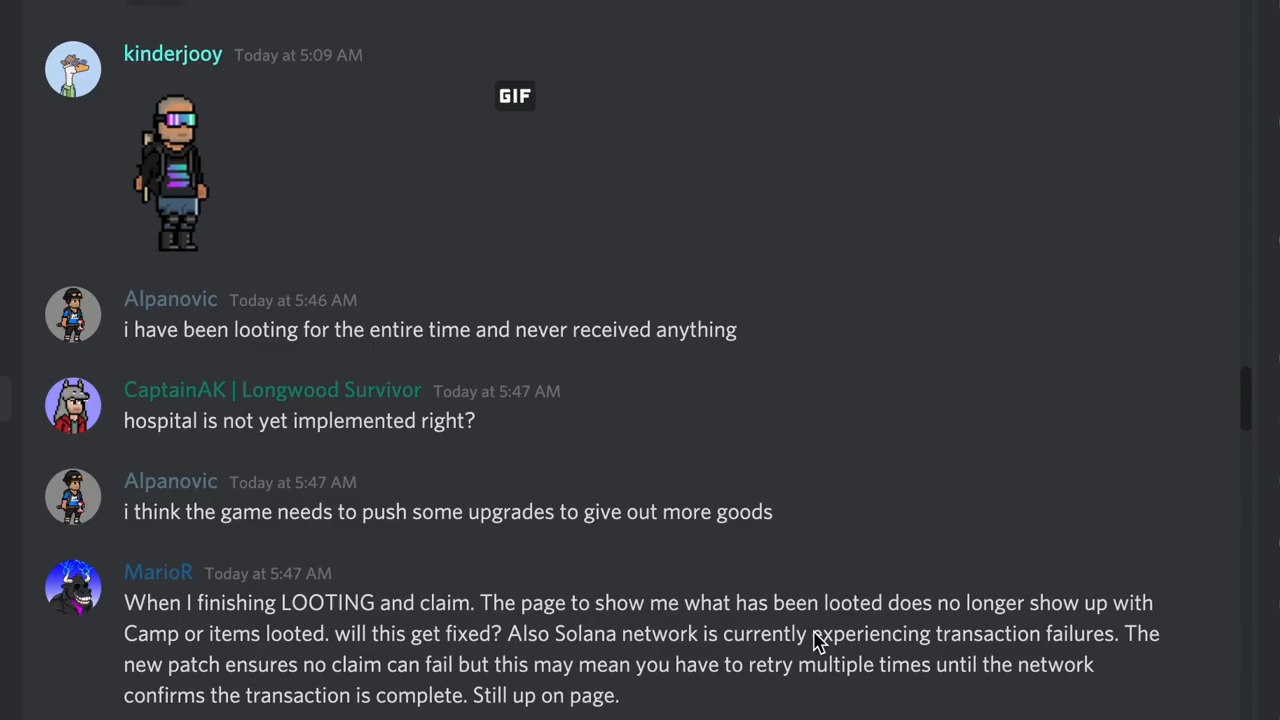 kinderjooy Today at 5:09 AM
GIF
Alpanovic Today at 5:46 AM
i have been looting for the entire time and never received anything
CaptainAK | Longwood Survivor Today at 5:47 AM
hospital is not yet implemented right?
Alpanovic Today at 5:47 AM
i think the game needs to push some upgrades to give out more goods
MarioR Today at 5:47 AM
When I finishing LOOTING and claim. The page to show me what has been looted does no longer show up with
Camp or items looted. will this get fixed? Also Solana network is currently experiencing transaction failures. The
new patch ensures no claim can fail but this may mean you have to retry multiple times until the network
confirms the transaction is complete. Still up on page.